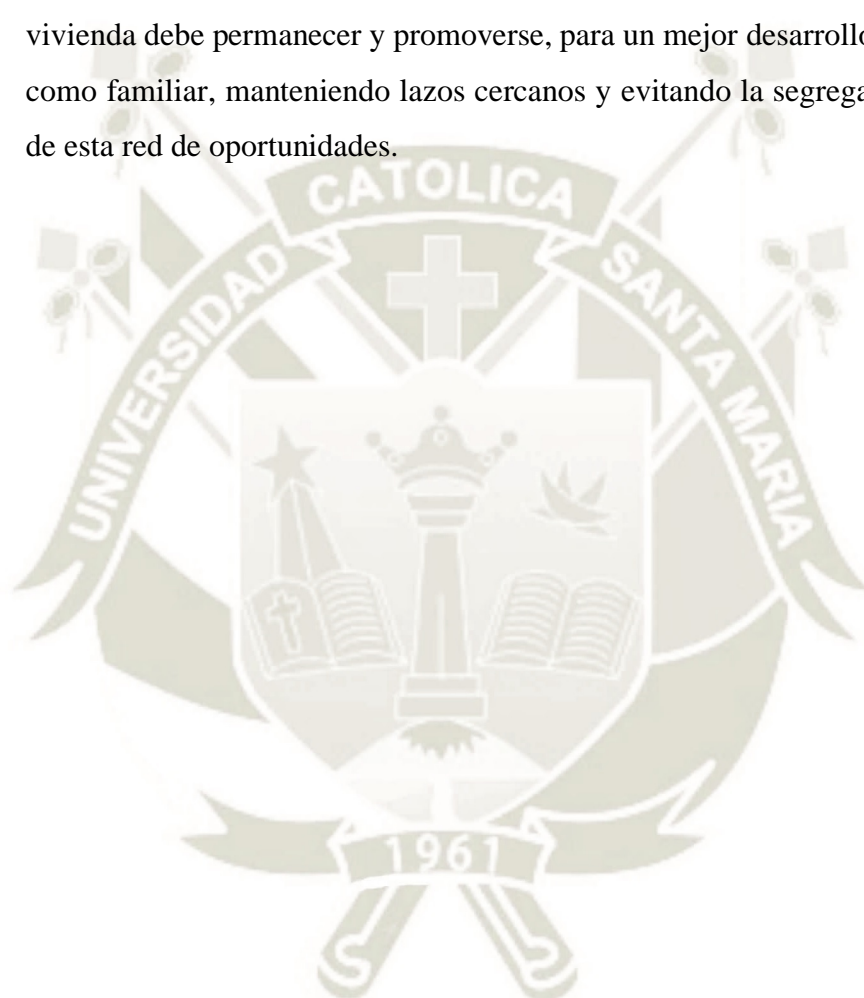 vivienda debe permanecer y promoverse, para un mejor desarrollo
como familiar, manteniendo lazos cercanos y evitando la segrega
de esta red de oportunidades.
UNIVERSIDAD CATOLICA SANTA MARIA
1961